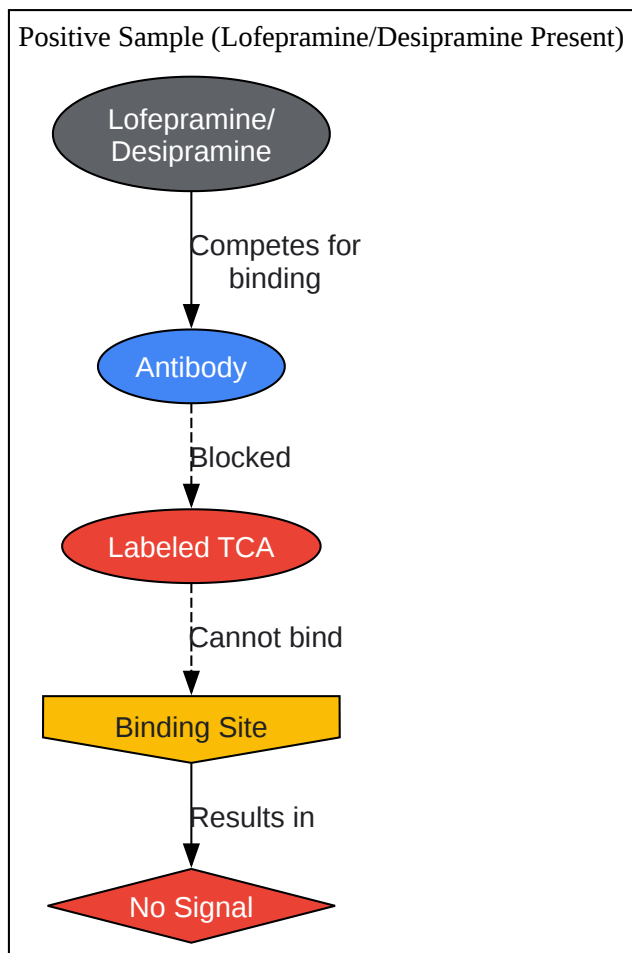 Positive Sample (Lofepramine/Desipramine Present)
Lofepramine/
Desipramine
Competes for
binding
Antibody
Blocked
Labeled TCA
Cannot bind
Binding Site
Results in
No Signal